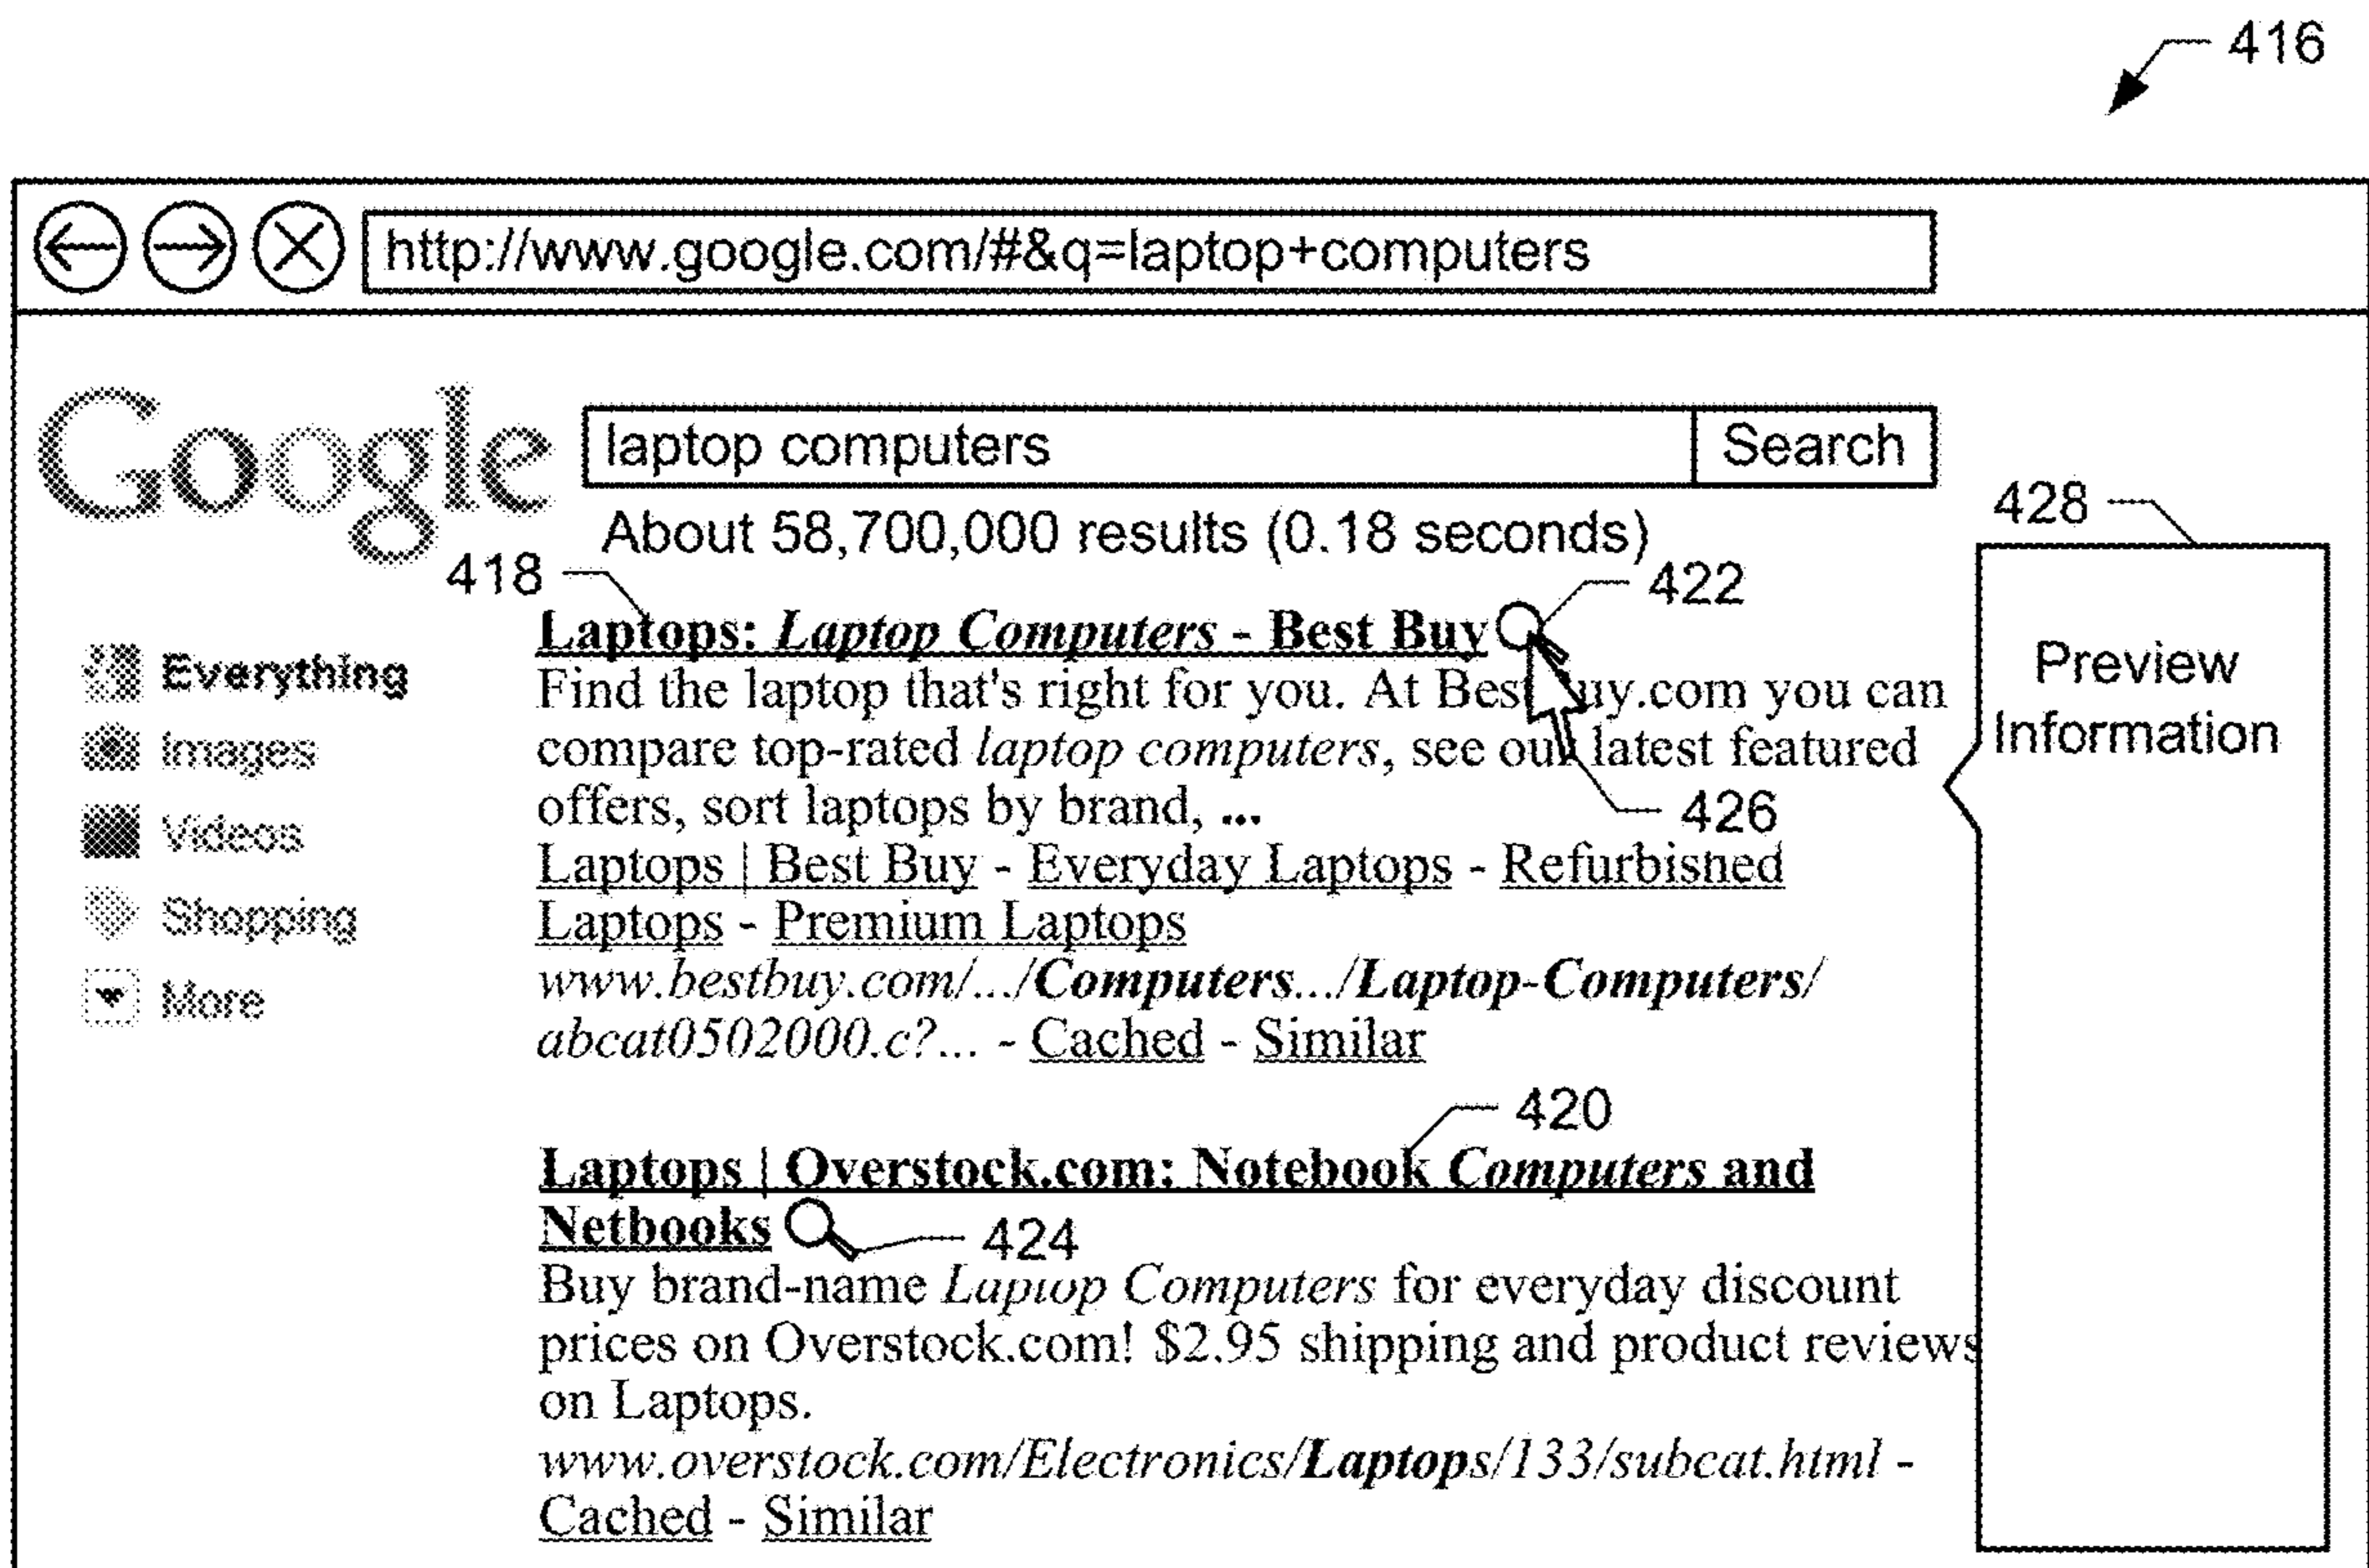 416
http://www.google.com/#&q=laptop+computers
Google
laptop computers
Search
About 58,700,000 results (0.18 seconds)
428
418
422
Laptops: Laptop Computers - Best Buy
Find the laptop that's right for you. At Best Buy.com you can
compare top-rated laptop computers, see our latest featured
offers, sort laptops by brand, ...
426
Laptops | Best Buy - Everyday Laptops - Refurbished
Laptops - Premium Laptops
www.bestbuy.com/.../Computers.../Laptop-Computers/
abcat0502000.c?... - Cached - Similar
Everything
Images
Videos
Shopping
More
420
Laptops | Overstock.com: Notebook Computers and
Netbooks
424
Buy brand-name Laptop Computers for everyday discount
prices on Overstock.com! $2.95 shipping and product reviews
on Laptops.
www.overstock.com/Electronics/Laptops/133/subcat.html -
Cached - Similar
Preview
Information